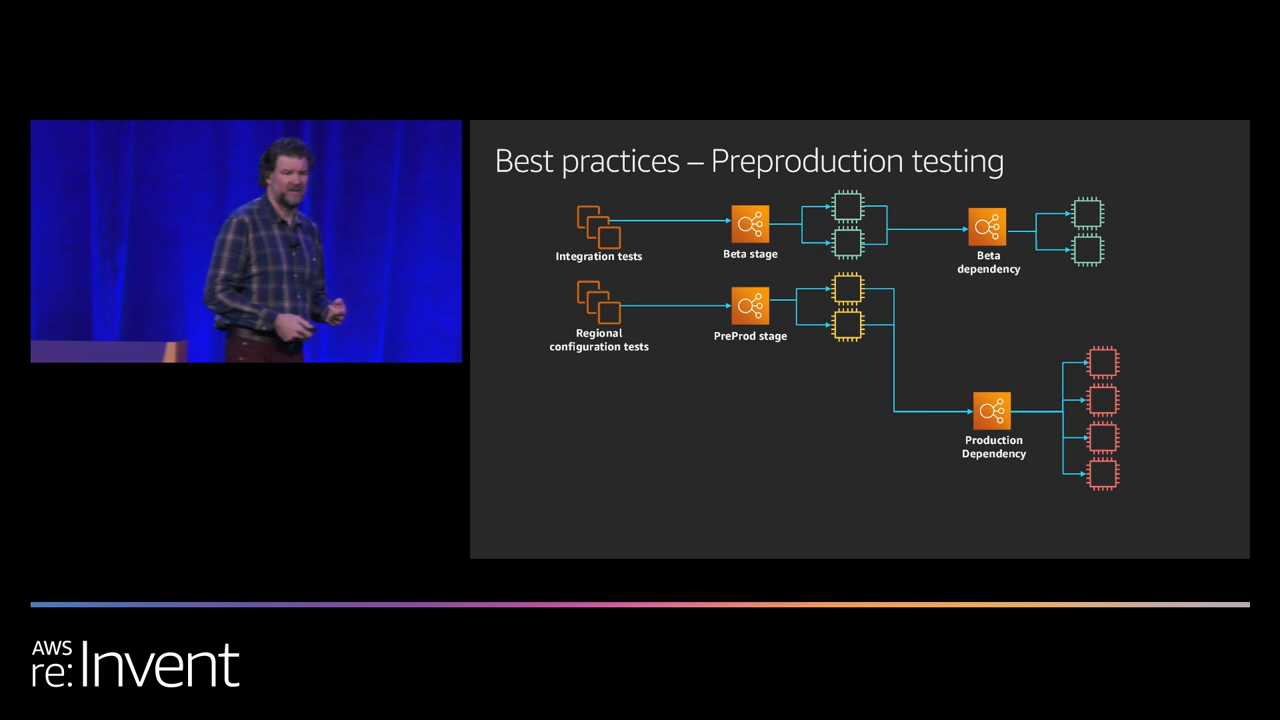 Best practices – Preproduction testing
Integration tests
Beta stage
Beta
dependency
Regional
configuration tests
PreProd stage
Production
Dependency
AWS
re:Invent